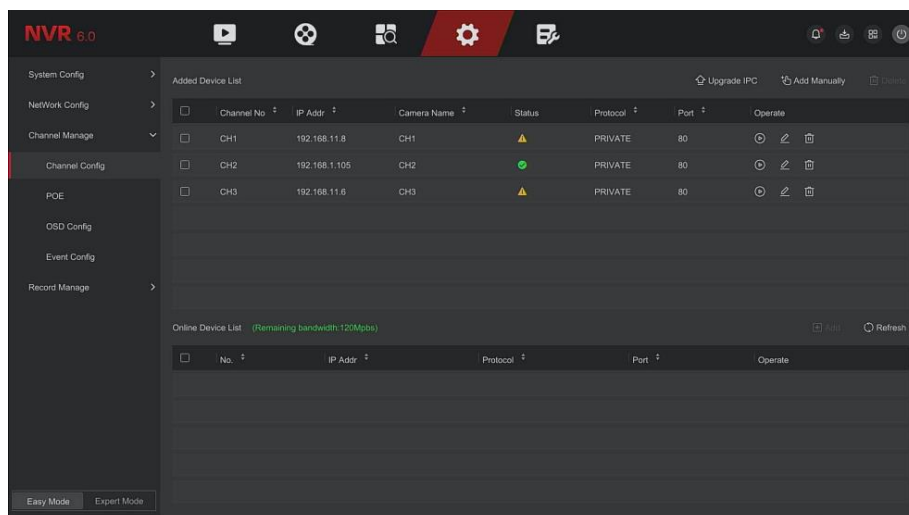 NVR 6.0
System Config
NetWork Config
Channel Manage
Channel Config
POE
OSD Config
Event Config
Record Manage
Easy Mode Expert Mode
Added Device List Upgrade IPC Add Manually Delete
Channel No IP Addr Camera Name Status Protocol Port Operate
CH1 192.168.11.8 CH1 PRIVATE 80
CH2 192.168.1.105 CH2 PRIVATE 80
CH3 192.168.11.6 CH3 PRIVATE 80
Online Device List (Remaining bandwidth:120Mpbs) Add Refresh
No. IP Addr Protocol Port Operate